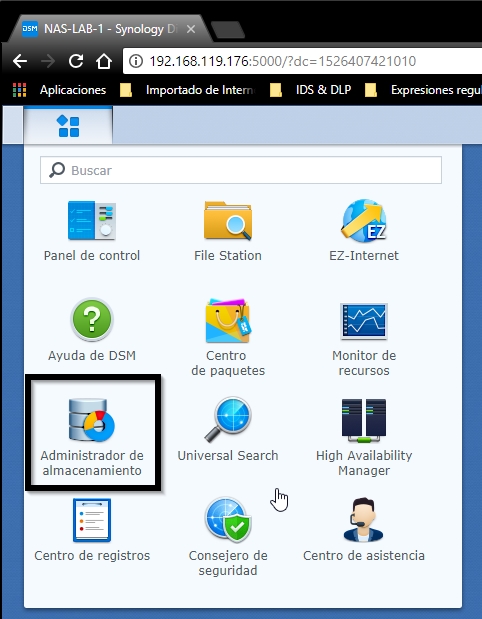 DSM NAS-LAB-1 - Synology Di
192.168.119.176:5000/?dc=1526407421010
Aplicaciones Importado de Intern IDS & DLP Expresiones regul
Buscar
Panel de control
File Station
EZ
EZ-Internet
Ayuda de DSM
Centro
de paquetes
Monitor de
recursos
Administrador de
almacenamiento
Universal Search
High Availability
Manager
Centro de registros
Consejero de
seguridad
Centro de asistencia